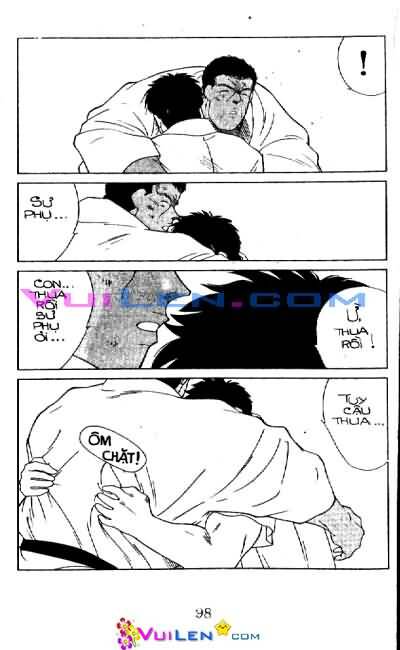 !
SƯ
PHỤ...
CON...
THUA
RỒI
SƯ
PHỤ
ƠI...
Ừ,
THUA
RỒI!
TUY
CẬU
THUA...
ÔM
CHẶT!
VUILEN.COM
98
VUILEN.COM